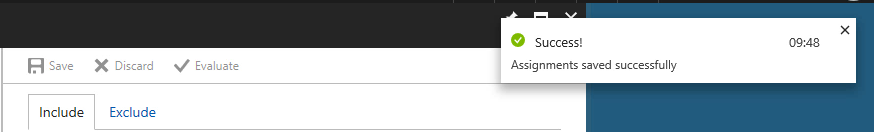 Success! 09:48
Assignments saved successfully
Save Discard Evaluate
Include Exclude